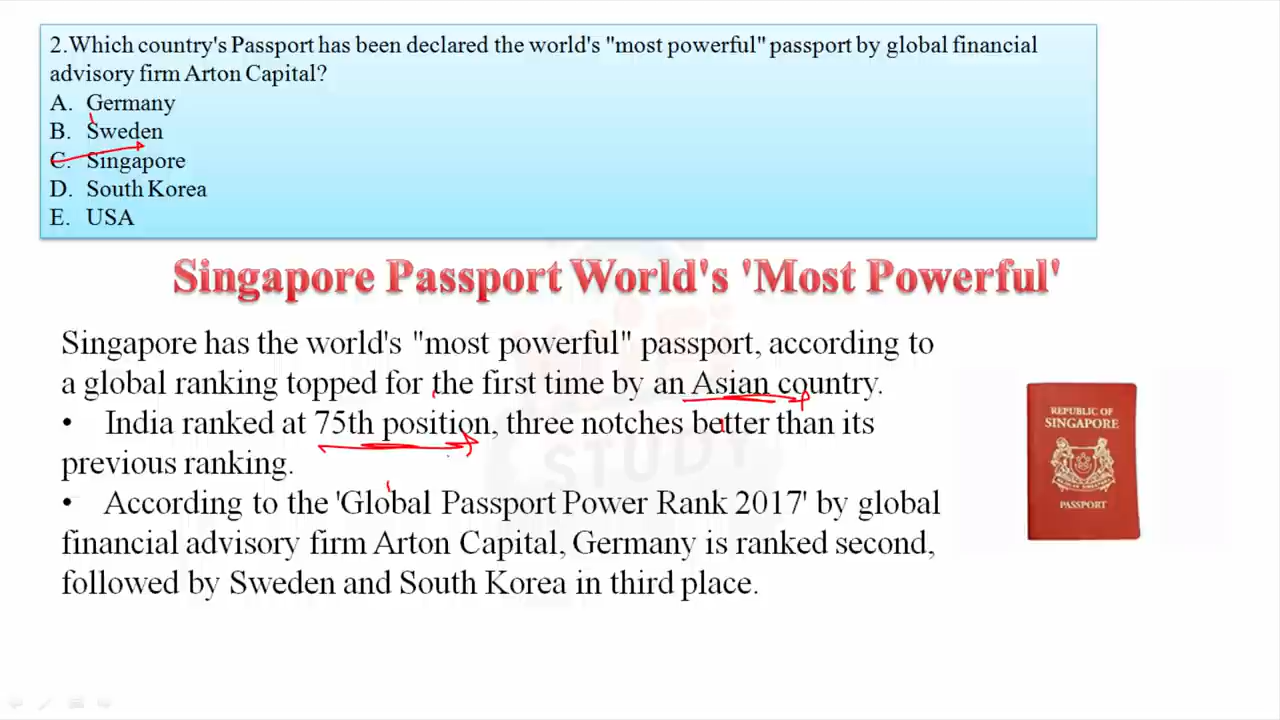 2.Which country's Passport has been declared the world's "most powerful" passport by global financial
advisory firm Arton Capital?
A. Germany
B. Sweden
C. Singapore
D. South Korea
E. USA
Singapore Passport World's 'Most Powerful'
Singapore has the world's "most powerful" passport, according to
a global ranking topped for the first time by an Asian country.
• India ranked at 75th position, three notches better than its
previous ranking.
• According to the 'Global Passport Power Rank 2017' by global
financial advisory firm Arton Capital, Germany is ranked second,
followed by Sweden and South Korea in third place.
REPUBLIC OF
SINGAPORE
PASSPORT
STUDY